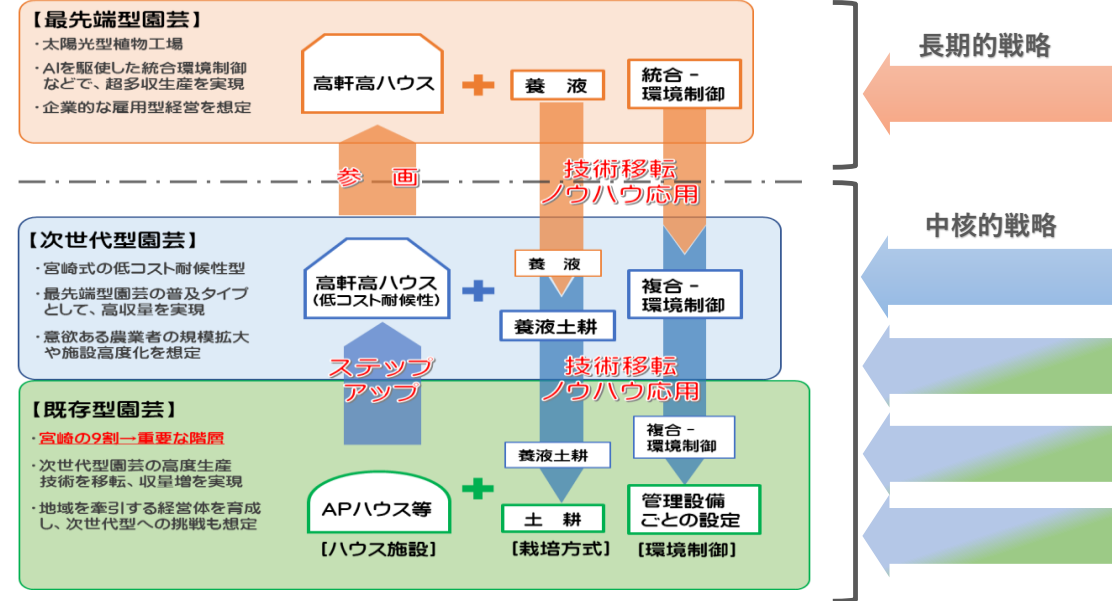 【最先端型園芸】
・太陽光型植物工場
・AIを駆使した統合環境制御
などで、超多収生産を実現
・企業的な雇用型経営を想定
高軒高ハウス
+
養 液
統合-
環境制御
長期的戦略
参 画
技術移転
ノウハウ応用
【次世代型園芸】
・宮崎式の低コスト耐候性型
・最先端型園芸の普及タイプ
として、高収量を実現
・意欲ある農業者の規模拡大
や施設高度化を想定
高軒高ハウス
(低コスト耐候性)
+
養 液
養液土耕
複合-
環境制御
中核的戦略
ステップ
アップ
技術移転
ノウハウ応用
【既存型園芸】
・宮崎の9割→重要な階層
・次世代型園芸の高度生産
技術を移転、収量増を実現
・地域を牽引する経営体を育成
し、次世代型への挑戦も想定
APハウス等
[ハウス施設]
+
養液土耕
土 耕
[栽培方式]
複合-
環境制御
管理設備
ごとの設定
[環境制御]